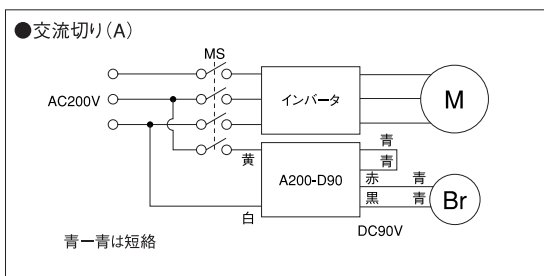 ●交流切り(A)
MS
AC200V
インバータ
M
青
青
黄
A200-D90
赤 青
黒 青
Br
白
DC90V
青ー青は短絡